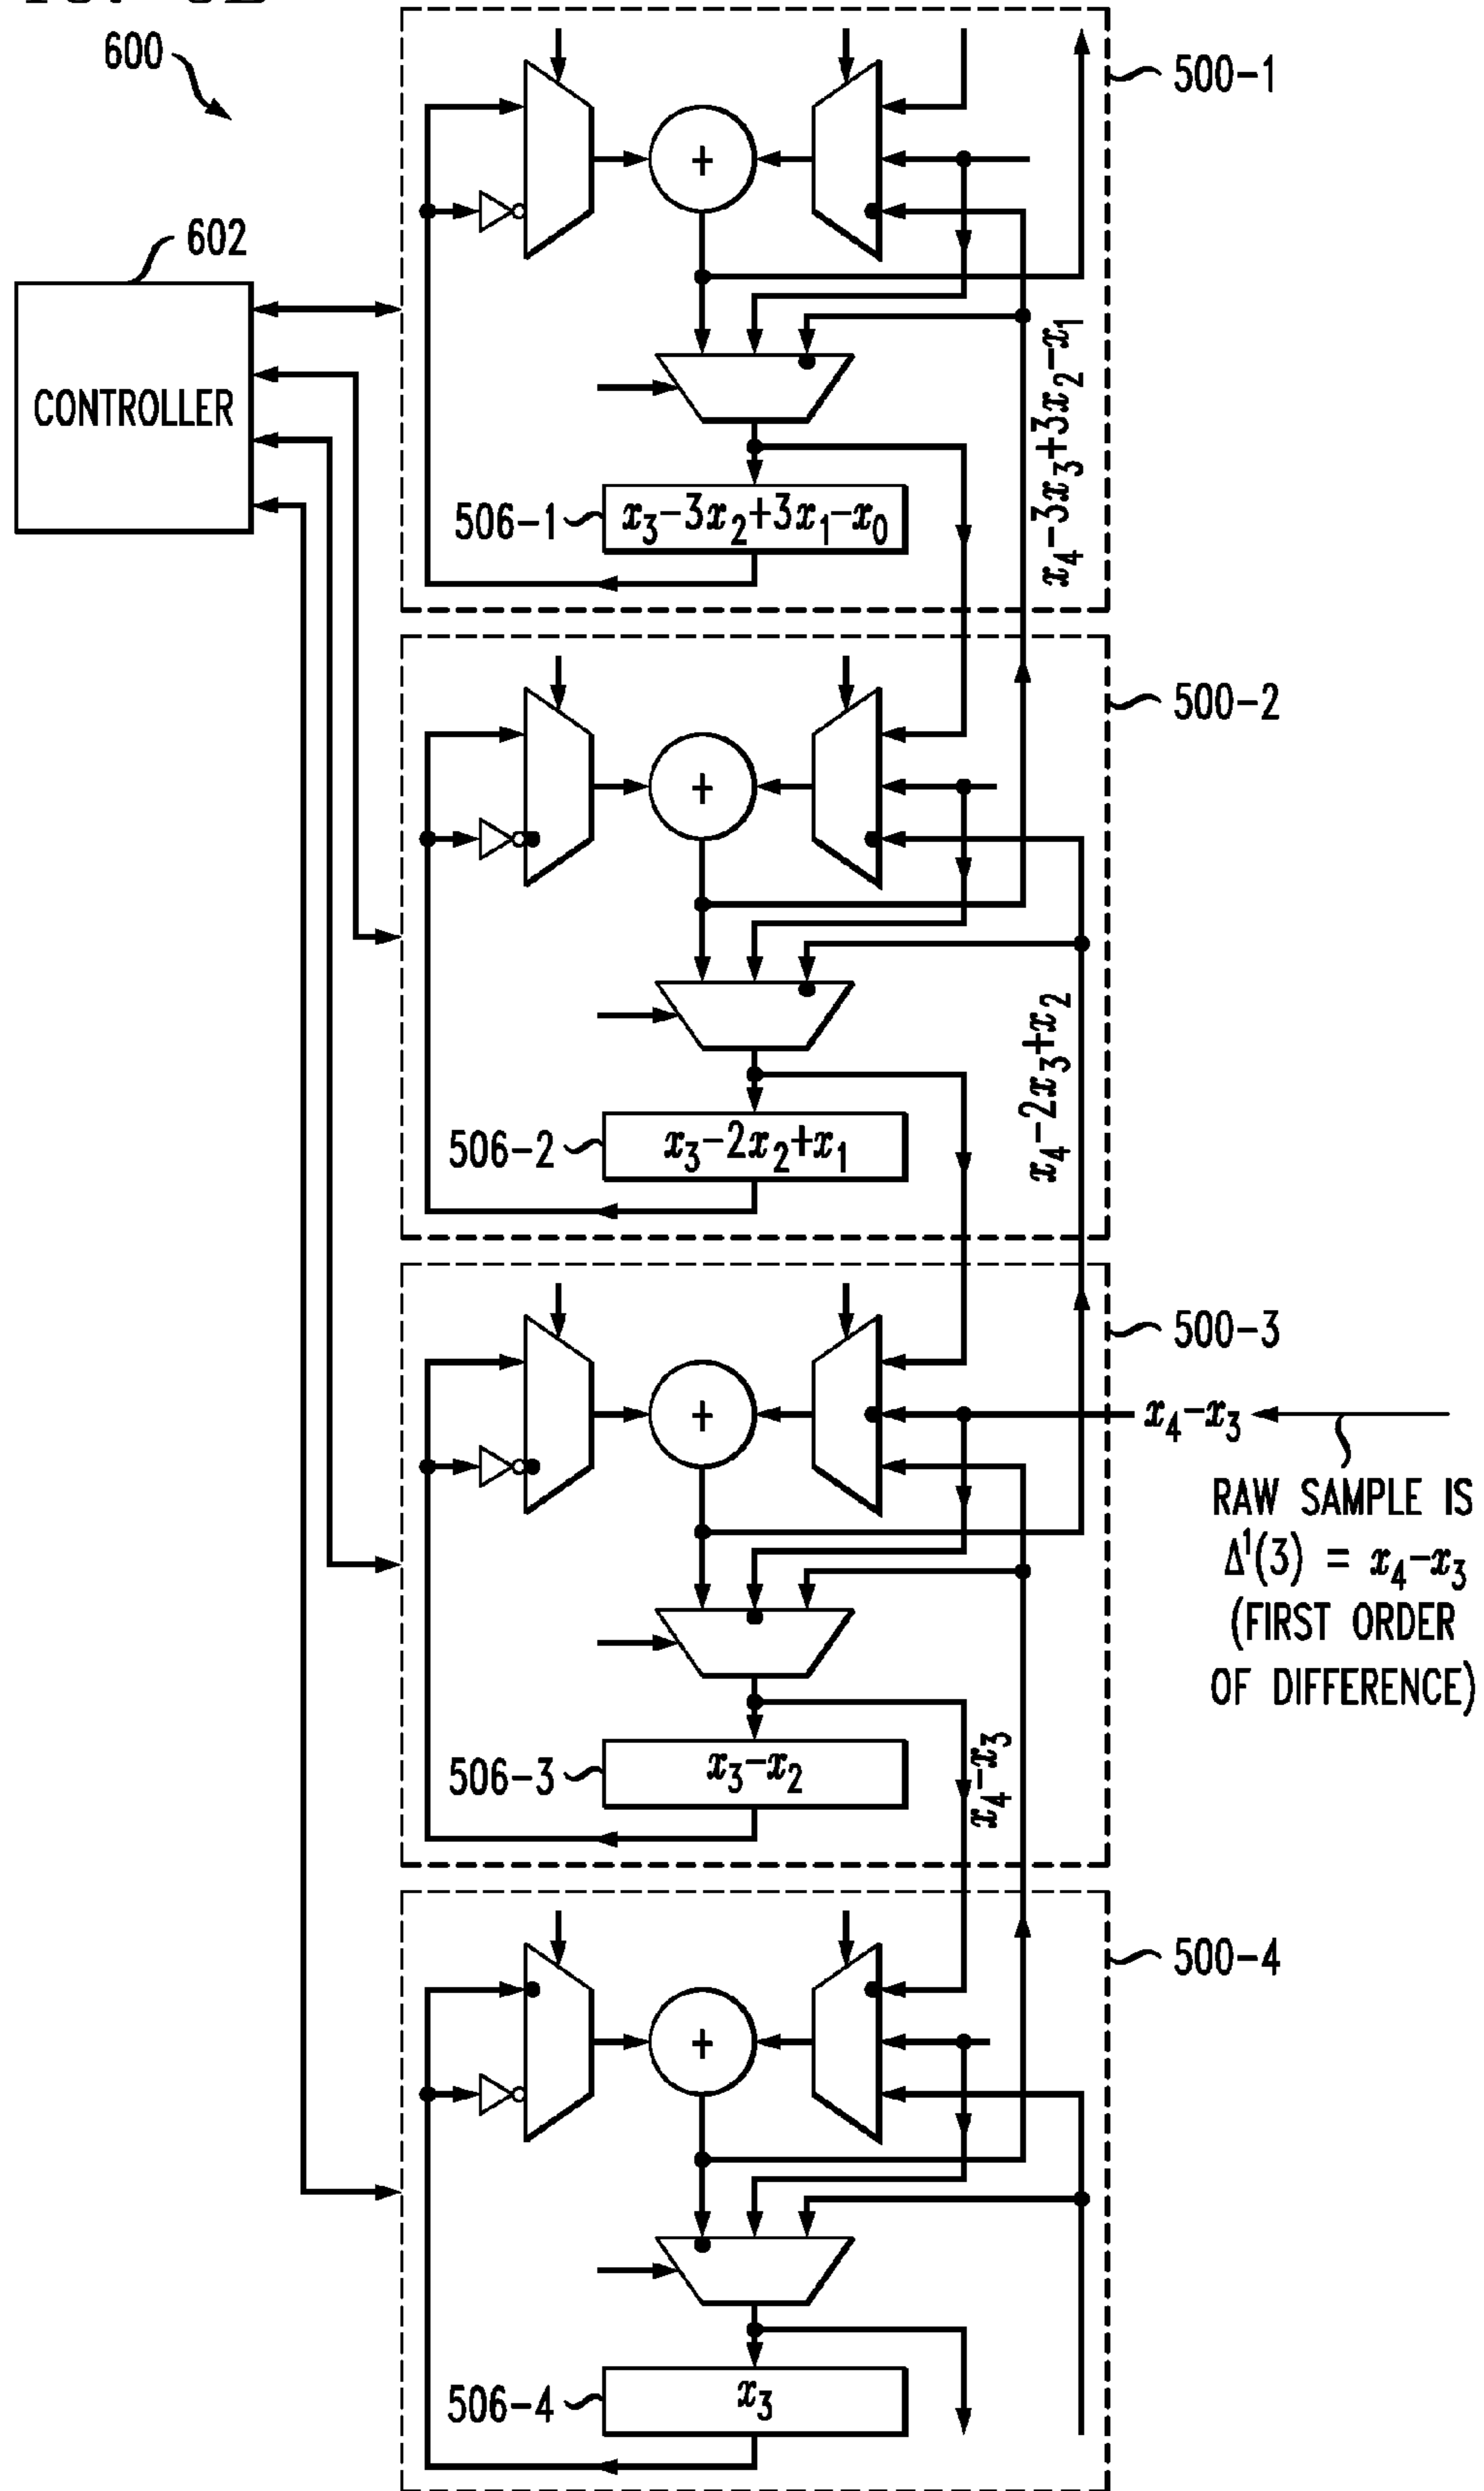 600
500-1
+
602
CONTROLLER
x₄-3x₃+3x₂-x₁
506-1
x₃-3x₂+3x₁-x₀
500-2
+
x₄-2x₃+x₂
506-2
x₃-2x₂+x₁
500-3
+
x₄-x₃
RAW SAMPLE IS
Δ¹(3) = x₄-x₃
(FIRST ORDER
OF DIFFERENCE)
506-3
x₃-x₂
x₄-x₃
500-4
+
506-4
x₃